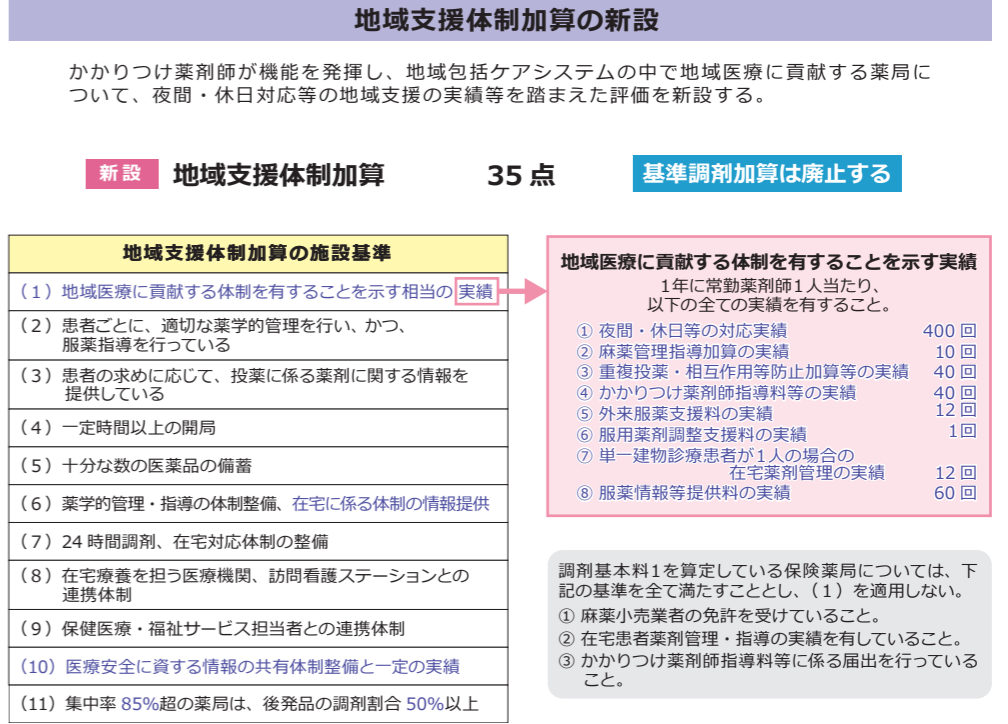 地域支援体制加算の新設
かかりつけ薬剤師が機能を発揮し、地域包括ケアシステムの中で地域医療に貢献する薬局に
ついて、夜間・休日対応等の地域支援の実績等を踏まえた評価を新設する。
新設 地域支援体制加算 35 点 基準調剤加算は廃止する
地域支援体制加算の施設基準
（1）地域医療に貢献する体制を有することを示す相当の 実績
（2）患者ごとに、適切な薬学的管理を行い、かつ、
服薬指導を行っている
（3）患者の求めに応じて、投薬に係る薬剤に関する情報を
提供している
（4）一定時間以上の開局
（5）十分な数の医薬品の備蓄
（6）薬学的管理・指導の体制整備、在宅に係る体制の情報提供
（7）24 時間調剤、在宅対応体制の整備
（8）在宅療養を担う医療機関、訪問看護ステーションとの
連携体制
（9）保健医療・福祉サービス担当者との連携体制
（10）医療安全に資する情報の共有体制整備と一定の実績
（11）集中率 85%超の薬局は、後発品の調剤割合 50%以上
地域医療に貢献する体制を有することを示す実績
1年に常勤薬剤師1人当たり、
以下の全ての実績を有すること。
① 夜間・休日等の対応実績 400 回
② 麻薬管理指導加算の実績 10 回
③ 重複投薬・相互作用等防止加算等の実績 40 回
④ かかりつけ薬剤師指導料等の実績 40 回
⑤ 外来服薬支援料の実績 12 回
⑥ 服用薬剤調整支援料の実績 1回
⑦ 単一建物診療患者が1人の場合の
在宅薬剤管理の実績 12 回
⑧ 服薬情報等提供料の実績 60 回
調剤基本料1を算定している保険薬局については、下
記の基準を全て満たすこととし、（1）を適用しない。
① 麻薬小売業者の免許を受けていること。
② 在宅患者薬剤管理・指導の実績を有していること。
③ かかりつけ薬剤師指導料等に係る届出を行っている
こと。